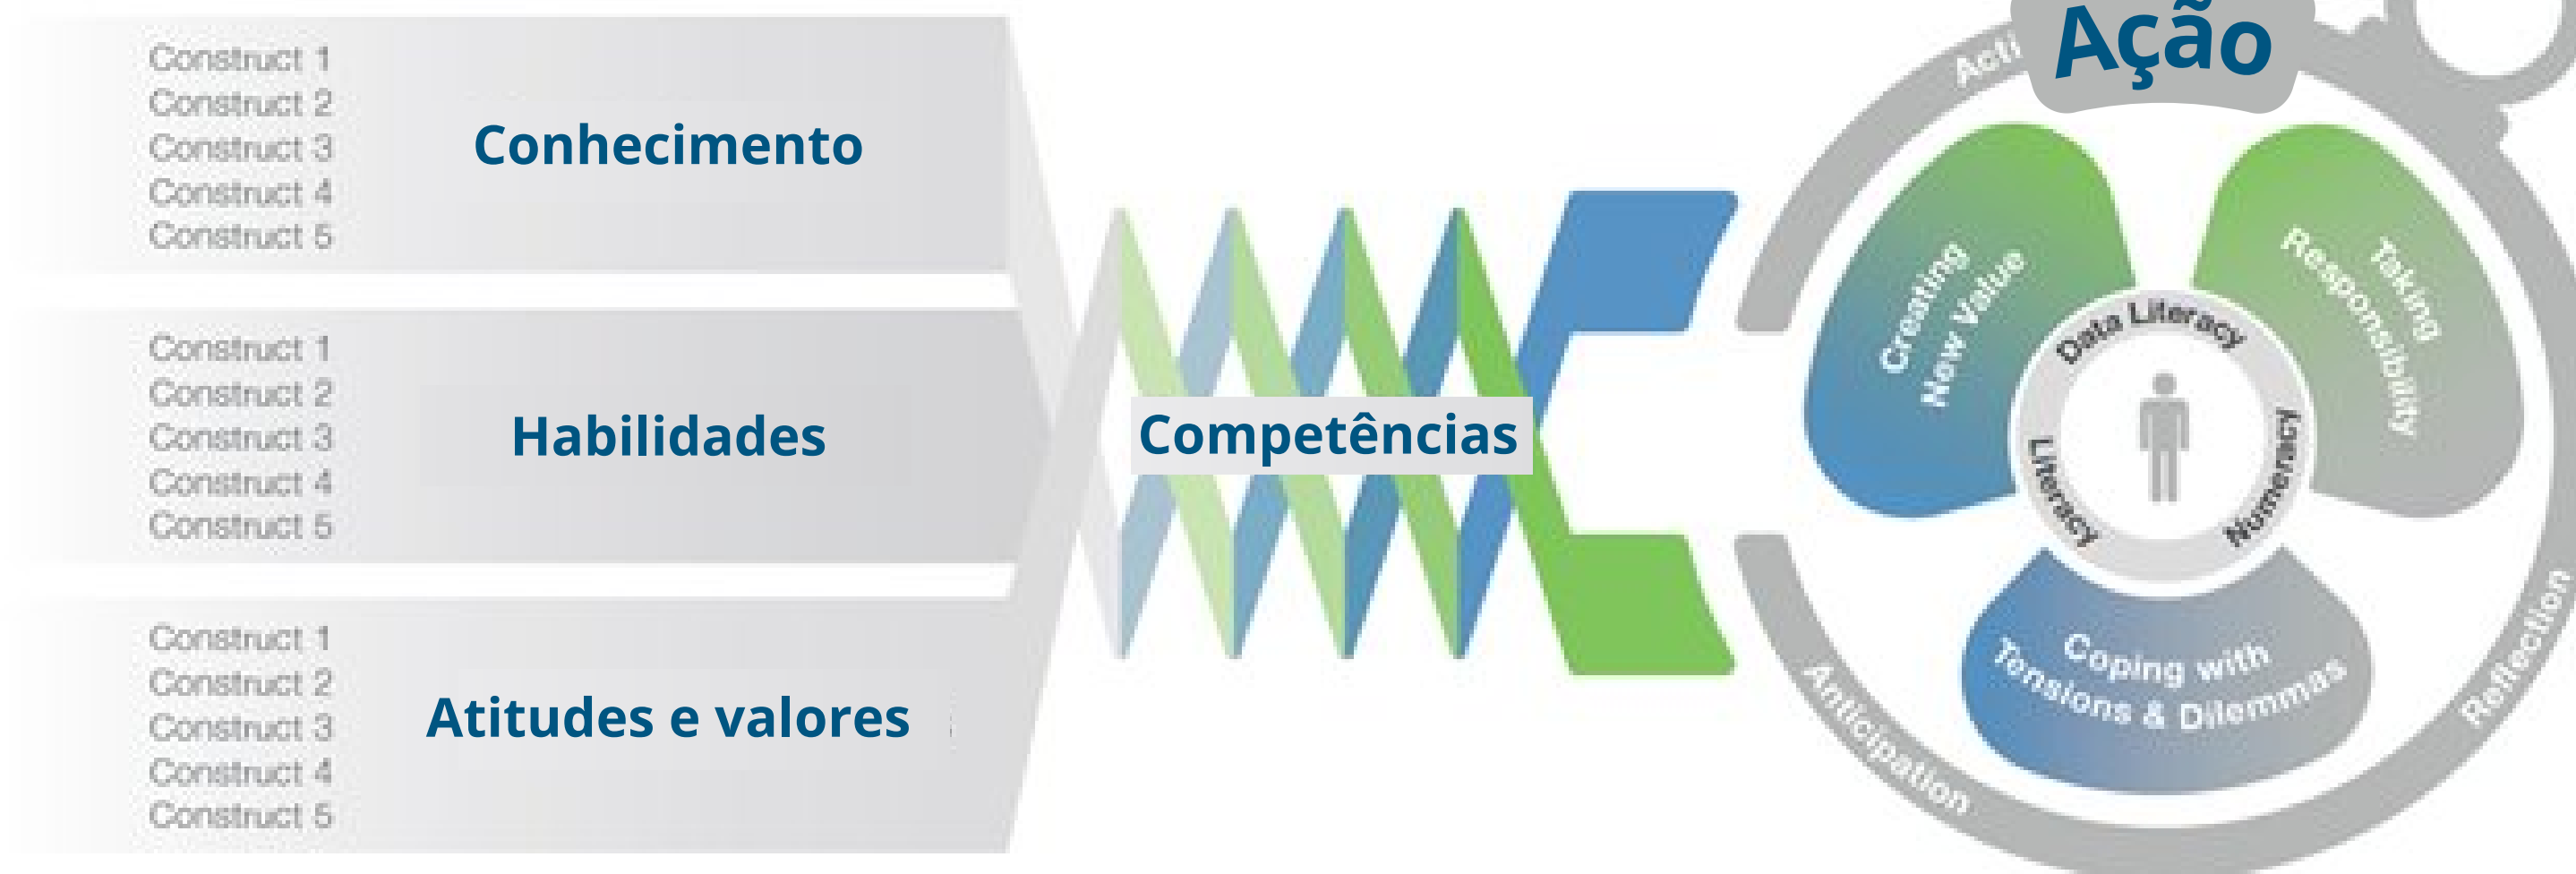 Construct 1
Construct 2
Construct 3
Construct 4
Construct 5
Conhecimento
Construct 1
Construct 2
Construct 3
Construct 4
Construct 5
Habilidades
Construct 1
Construct 2
Construct 3
Construct 4
Construct 5
Atitudes e valores
Competências
Ação
Acti
Creating
New Value
Taking
Responsibility
Data Literacy
Literacy
Numeracy
Coping with
Tensions & Dilemmas
Anticipation
Reflection